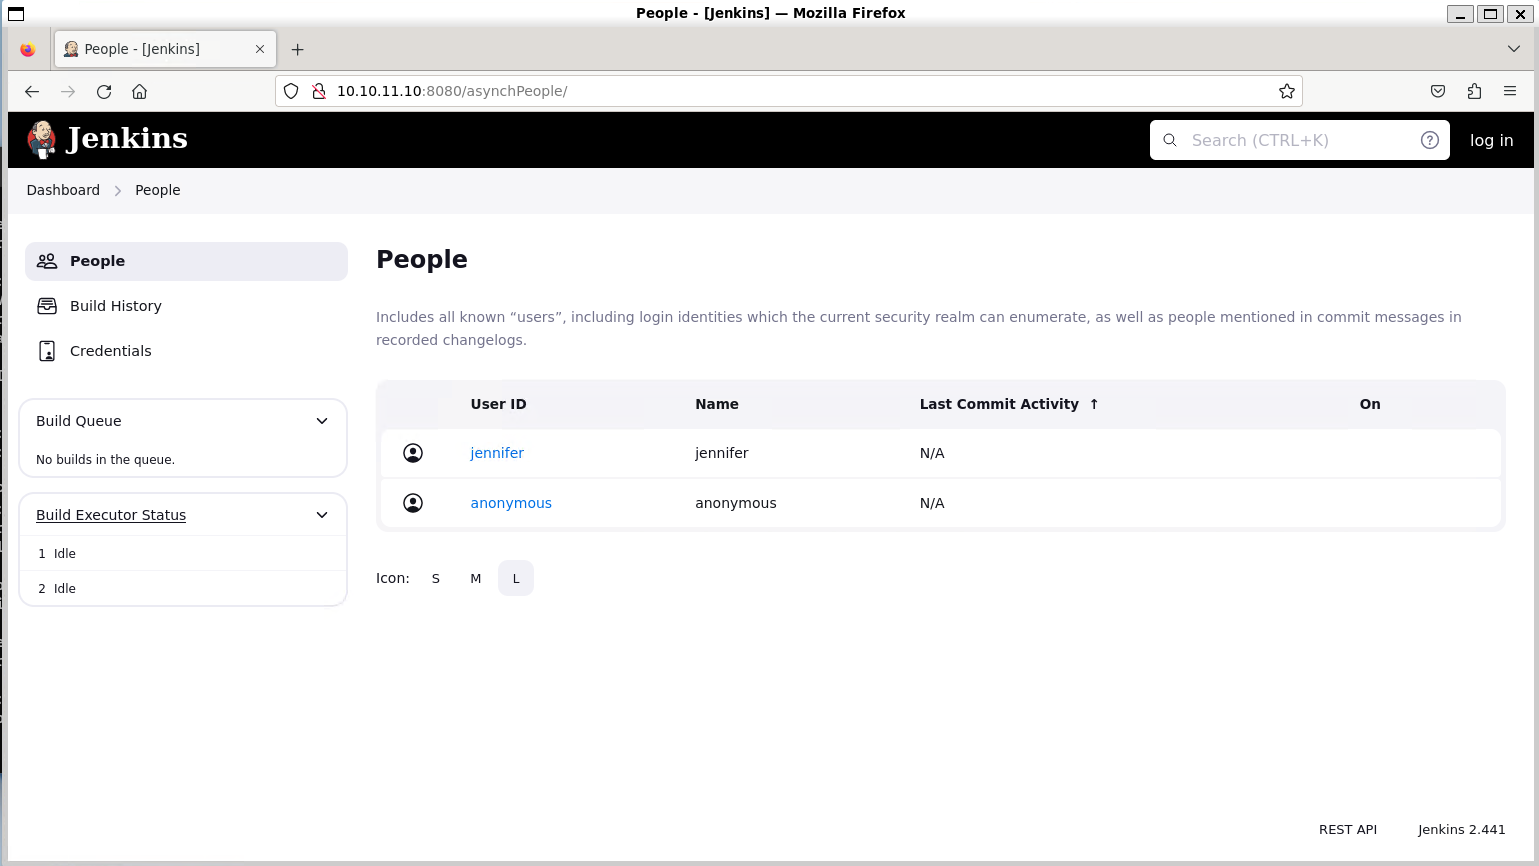 People - [Jenkins] — Mozilla Firefox
People - [Jenkins]
10.10.11.10:8080/asynchPeople/
Jenkins
Search (CTRL+K)
log in
Dashboard
People
People
Build History
Credentials
Build Queue
No builds in the queue.
Build Executor Status
1 Idle
2 Idle
People
Includes all known “users”, including login identities which the current security realm can enumerate, as well as people mentioned in commit messages in
recorded changelogs.
User ID Name Last Commit Activity ↑ On
jennifer jennifer N/A
anonymous anonymous N/A
Icon: S M L
REST API Jenkins 2.441